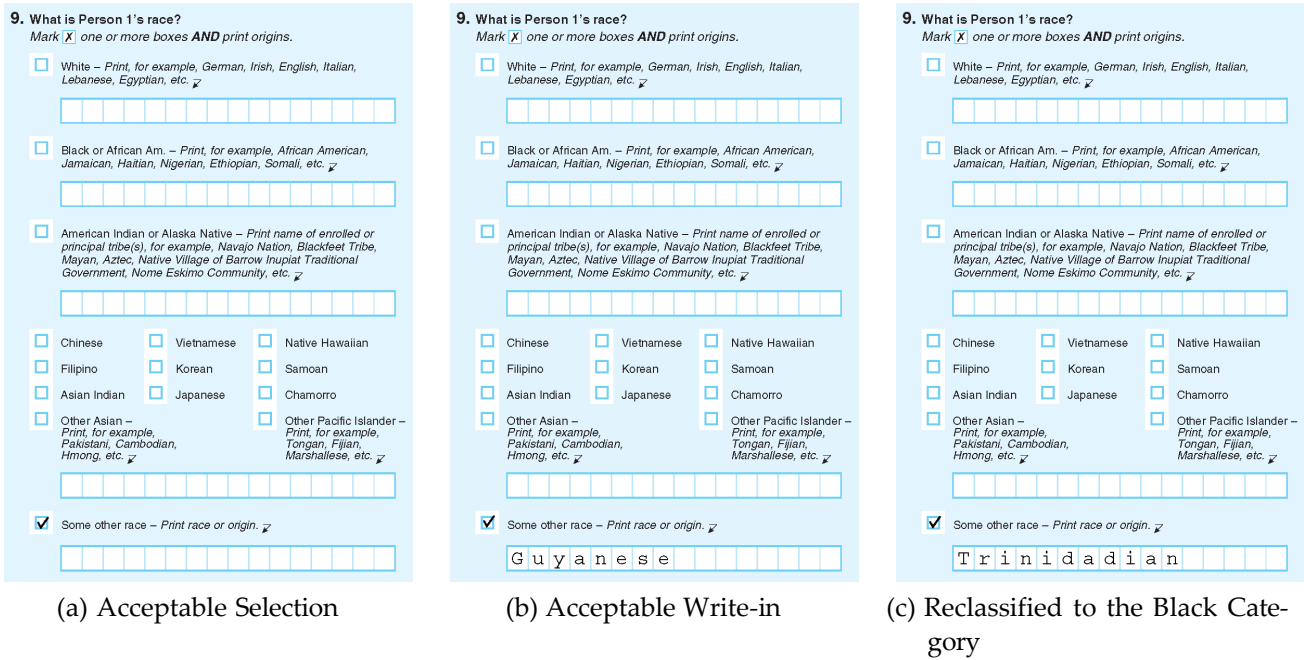 9. What is Person 1's race?
Mark ✗ one or more boxes AND print origins.
White – Print, for example, German, Irish, English, Italian,
Lebanese, Egyptian, etc.
Black or African Am. – Print, for example, African American,
Jamaican, Haitian, Nigerian, Ethiopian, Somali, etc.
American Indian or Alaska Native – Print name of enrolled or
principal tribe(s), for example, Navajo Nation, Blackfeet Tribe,
Mayan, Aztec, Native Village of Barrow Inupiat Traditional
Government, Nome Eskimo Community, etc.
Chinese Vietnamese Native Hawaiian
Filipino Korean Samoan
Asian Indian Japanese Chamorro
Other Asian –
Print, for example,
Pakistani, Cambodian,
Hmong, etc.
Other Pacific Islander –
Print, for example,
Tongan, Fijian,
Marshallese, etc.
Some other race – Print race or origin.
(a) Acceptable Selection
9. What is Person 1's race?
Mark ✗ one or more boxes AND print origins.
White – Print, for example, German, Irish, English, Italian,
Lebanese, Egyptian, etc.
Black or African Am. – Print, for example, African American,
Jamaican, Haitian, Nigerian, Ethiopian, Somali, etc.
American Indian or Alaska Native – Print name of enrolled or
principal tribe(s), for example, Navajo Nation, Blackfeet Tribe,
Mayan, Aztec, Native Village of Barrow Inupiat Traditional
Government, Nome Eskimo Community, etc.
Chinese Vietnamese Native Hawaiian
Filipino Korean Samoan
Asian Indian Japanese Chamorro
Other Asian –
Print, for example,
Pakistani, Cambodian,
Hmong, etc.
Other Pacific Islander –
Print, for example,
Tongan, Fijian,
Marshallese, etc.
Some other race – Print race or origin.
Guyanese
(b) Acceptable Write-in
9. What is Person 1's race?
Mark ✗ one or more boxes AND print origins.
White – Print, for example, German, Irish, English, Italian,
Lebanese, Egyptian, etc.
Black or African Am. – Print, for example, African American,
Jamaican, Haitian, Nigerian, Ethiopian, Somali, etc.
American Indian or Alaska Native – Print name of enrolled or
principal tribe(s), for example, Navajo Nation, Blackfeet Tribe,
Mayan, Aztec, Native Village of Barrow Inupiat Traditional
Government, Nome Eskimo Community, etc.
Chinese Vietnamese Native Hawaiian
Filipino Korean Samoan
Asian Indian Japanese Chamorro
Other Asian –
Print, for example,
Pakistani, Cambodian,
Hmong, etc.
Other Pacific Islander –
Print, for example,
Tongan, Fijian,
Marshallese, etc.
Some other race – Print race or origin.
Trinidadian
(c) Reclassified to the Black Cate-
gory